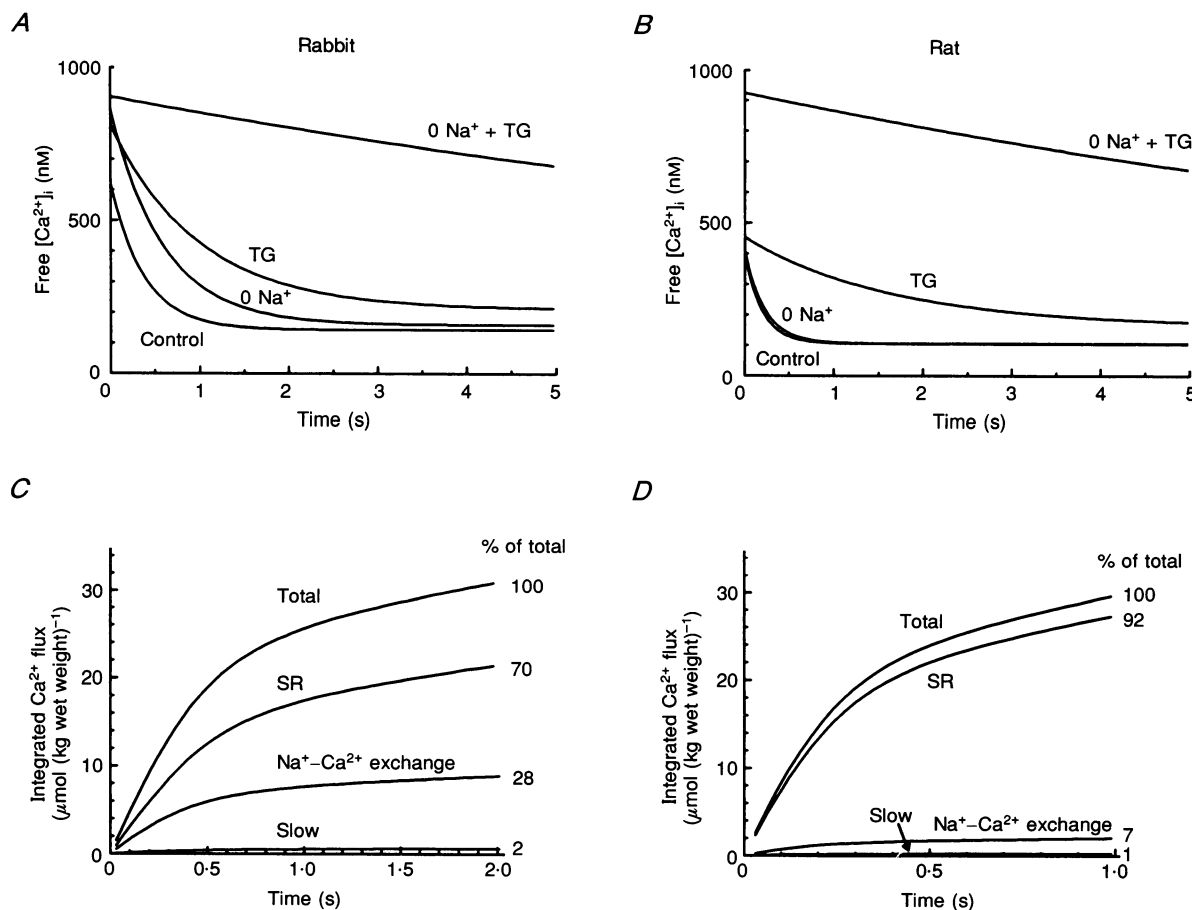 A
Rabbit
1000
500
0
Free [Ca²⁺]ᵢ (nM)
0 Na⁺ + TG
TG
0 Na⁺
Control
0 1 2 3 4 5
Time (s)
B
Rat
1000
500
0
Free [Ca²⁺]ᵢ (nM)
0 Na⁺ + TG
TG
0 Na⁺
Control
0 1 2 3 4 5
Time (s)
C
% of total
30
20
10
0
Integrated Ca²⁺ flux
(μmol (kg wet weight)⁻¹)
Total
100
SR
70
Na⁺–Ca²⁺ exchange
28
Slow
2
0 0·5 1·0 1·5 2·0
Time (s)
D
% of total
30
20
10
0
Integrated Ca²⁺ flux
(μmol (kg wet weight)⁻¹)
Total
100
92
SR
Slow
Na⁺–Ca²⁺ exchange
7
1
0 0·5 1·0
Time (s)